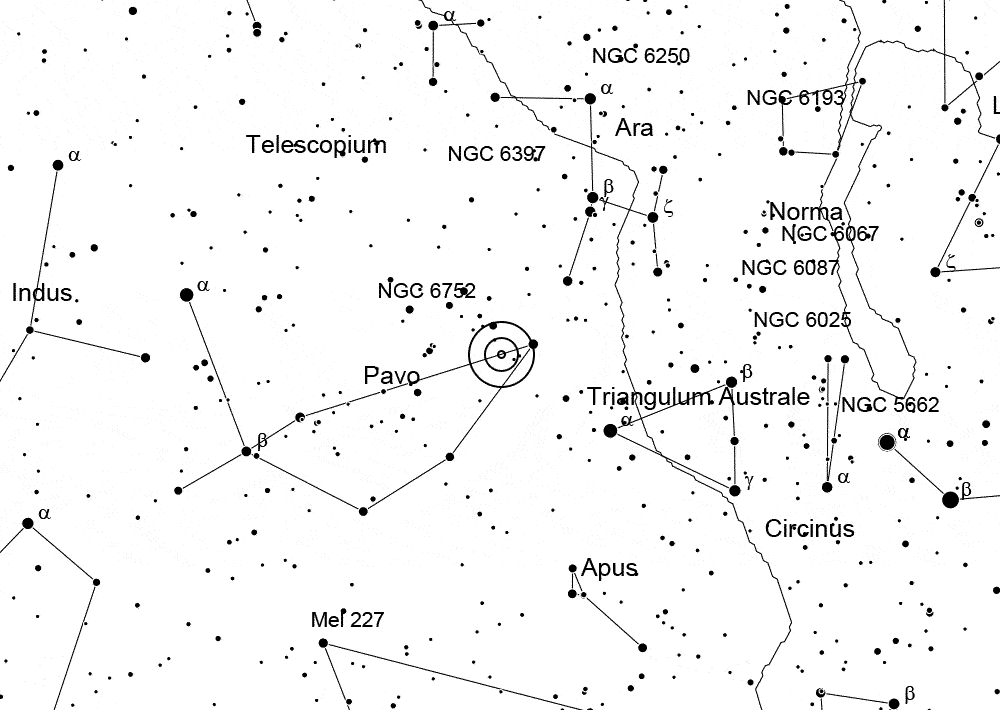 α
NGC 6250
α
NGC 6193
L
Ara
Telescopium
NGC 6397
α
β
γ
ζ
Norma
NGC 6067
ζ
NGC 6087
Indus
α
NGC 6752
NGC 6025
Pavo
β
Triangulum Australe
NGC 5662
α
α
β
γ
α
β
α
Circinus
Apus
Mel 227
β